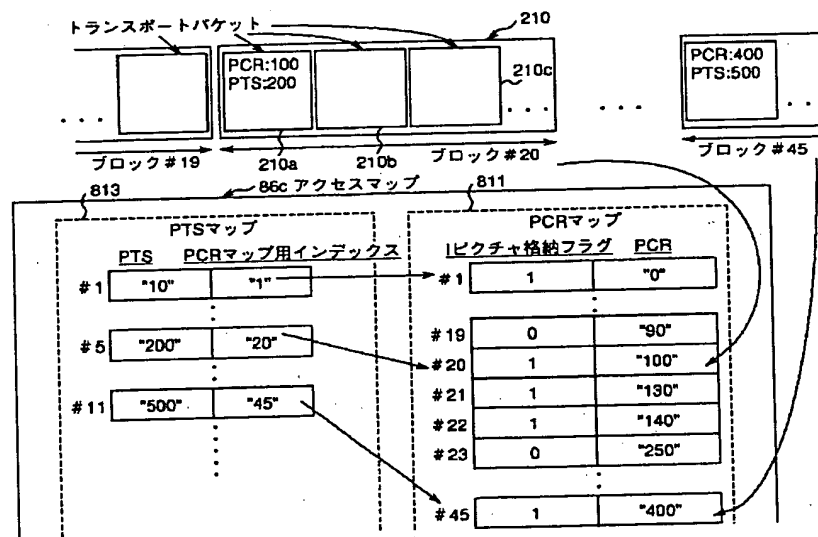 トランスポートパケット
210
PCR:100
PTS:200
PCR:400
PTS:500
210c
. . .
. . .
. . .
. . .
ブロック#19
210a
210b
ブロック#20
ブロック#45
813
86c アクセスマップ
811
PTSマップ
PCRマップ
PTS
PCRマップ用インデックス
Iピクチャ格納フラグ
PCR
#1
"10"
"1"
#1
1
"0"
#5
"200"
"20"
#19
0
"90"
#20
1
"100"
#21
1
"130"
#11
"500"
"45"
#22
1
"140"
#23
0
"250"
#45
1
"400"